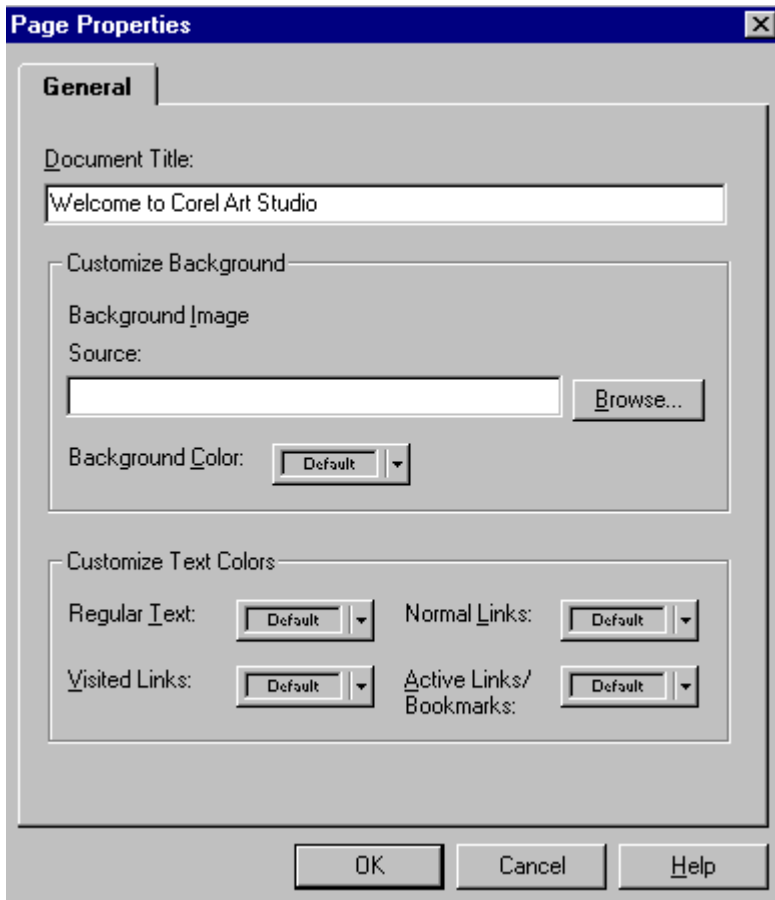 Page Properties
General
Document Title:
Welcome to Corel Art Studio
Customize Background
Background Image
Source:
Browse...
Background Color: Default
Customize Text Colors
Regular Text: Default Normal Links: Default
Visited Links: Default Active Links/
Bookmarks: Default
OK Cancel Help